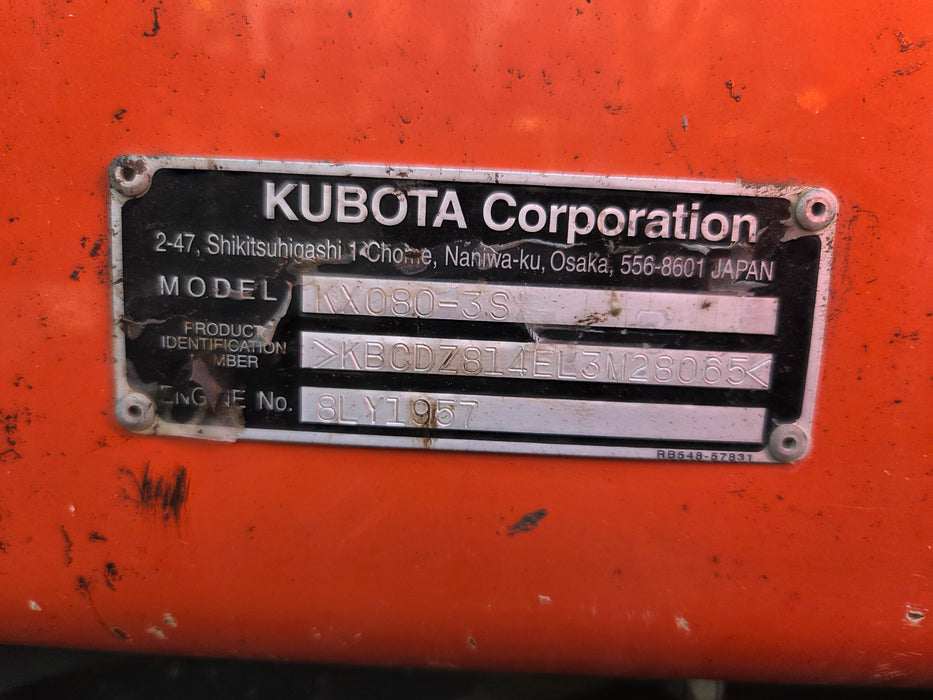 KUBOTA Corporation
2-47, Shikitsuhigashi 1-Chome, Naniwa-ku, Osaka, 556-8601 JAPAN
MODEL KX080-3S
PRODUCT
IDENTIFICATION
NUMBER
>KBCDZ814EL3M28065<
ENGINE No. 8LY1957
RB548-57831